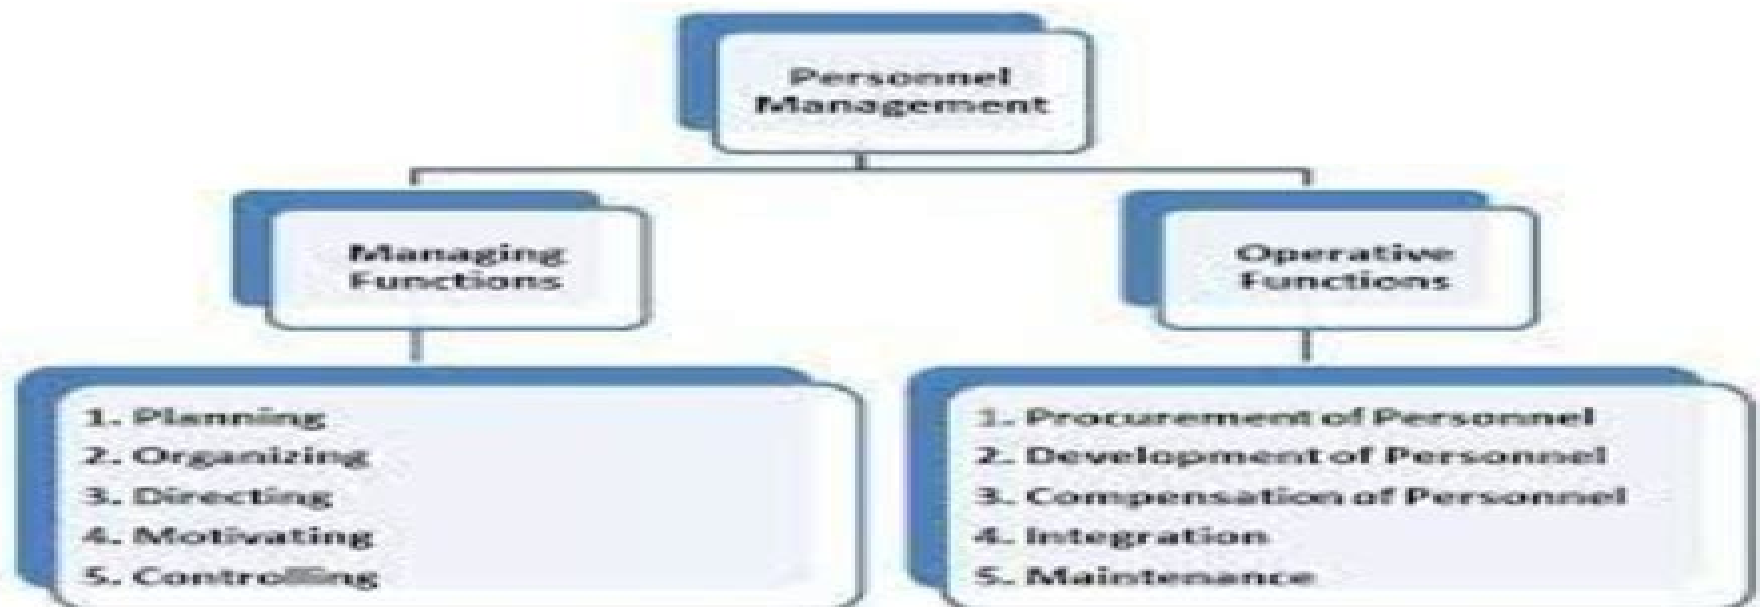 Personnel
Management
Managing
Functions
Operative
Functions
1. Planning
2. Organizing
3. Directing
4. Motivating
5. Controlling
1. Procurement of Personnel
2. Development of Personnel
3. Compensation of Personnel
4. Integration
5. Maintenance